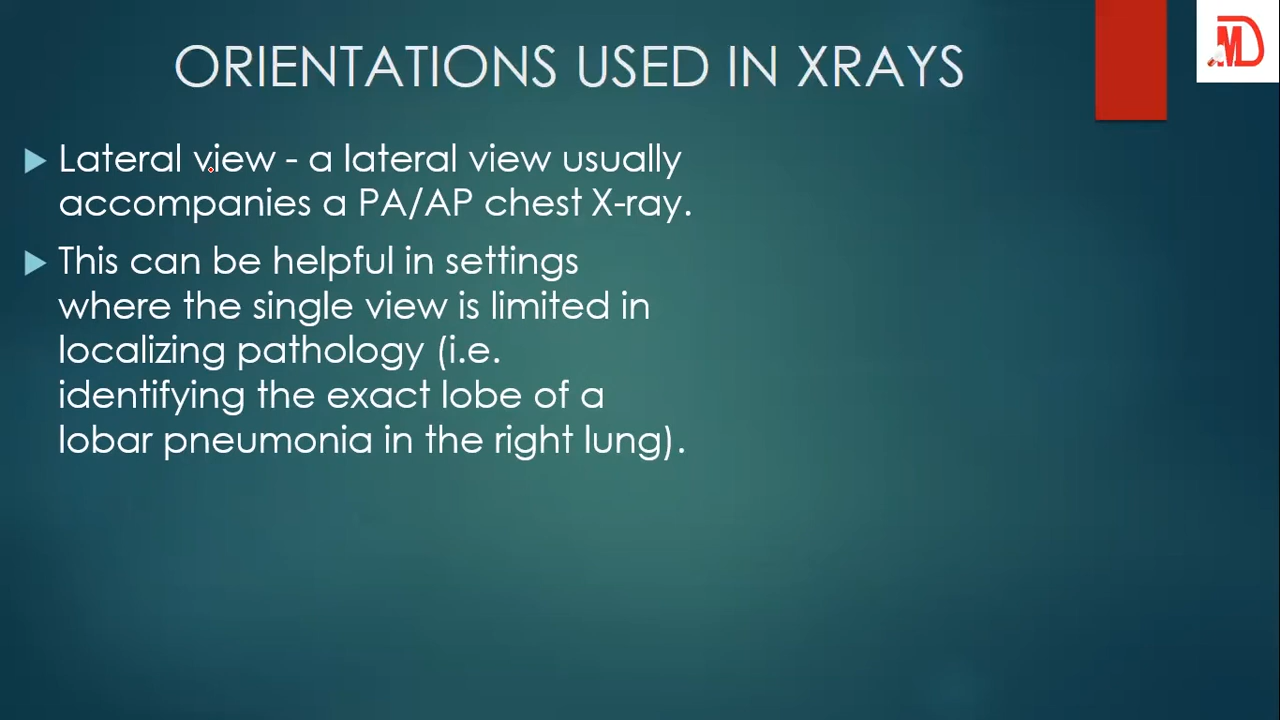 ORIENTATIONS USED IN XRAYS
Lateral view - a lateral view usually
accompanies a PA/AP chest X-ray.
This can be helpful in settings
where the single view is limited in
localizing pathology (i.e.
identifying the exact lobe of a
lobar pneumonia in the right lung).
MD